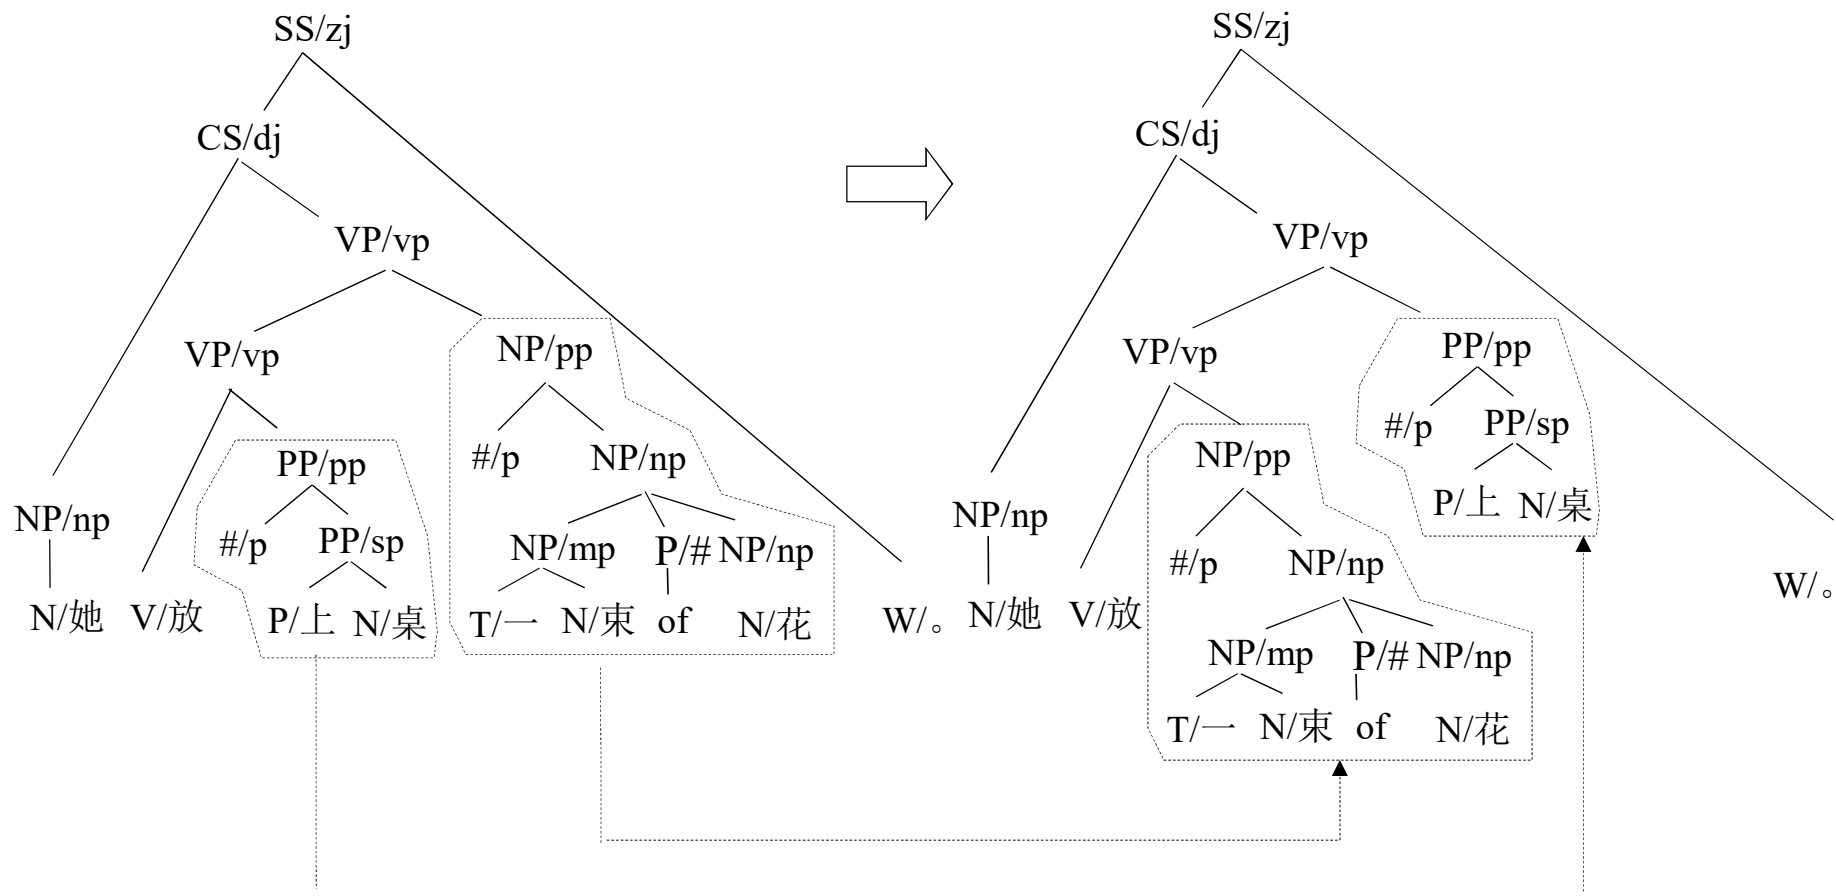 SS/zj
CS/dj
VP/vp
VP/vp
NP/pp
PP/pp
#/p
NP/np
NP/np
#/p
PP/sp
NP/mp
P/#
NP/np
N/她
V/放
P/上
N/桌
T/一
N/束
of
N/花
W/。
SS/zj
CS/dj
VP/vp
VP/vp
PP/pp
NP/pp
#/p
PP/sp
P/上
N/桌
NP/np
#/p
NP/np
N/她
V/放
NP/mp
P/#
NP/np
T/一
N/束
of
N/花
W/。